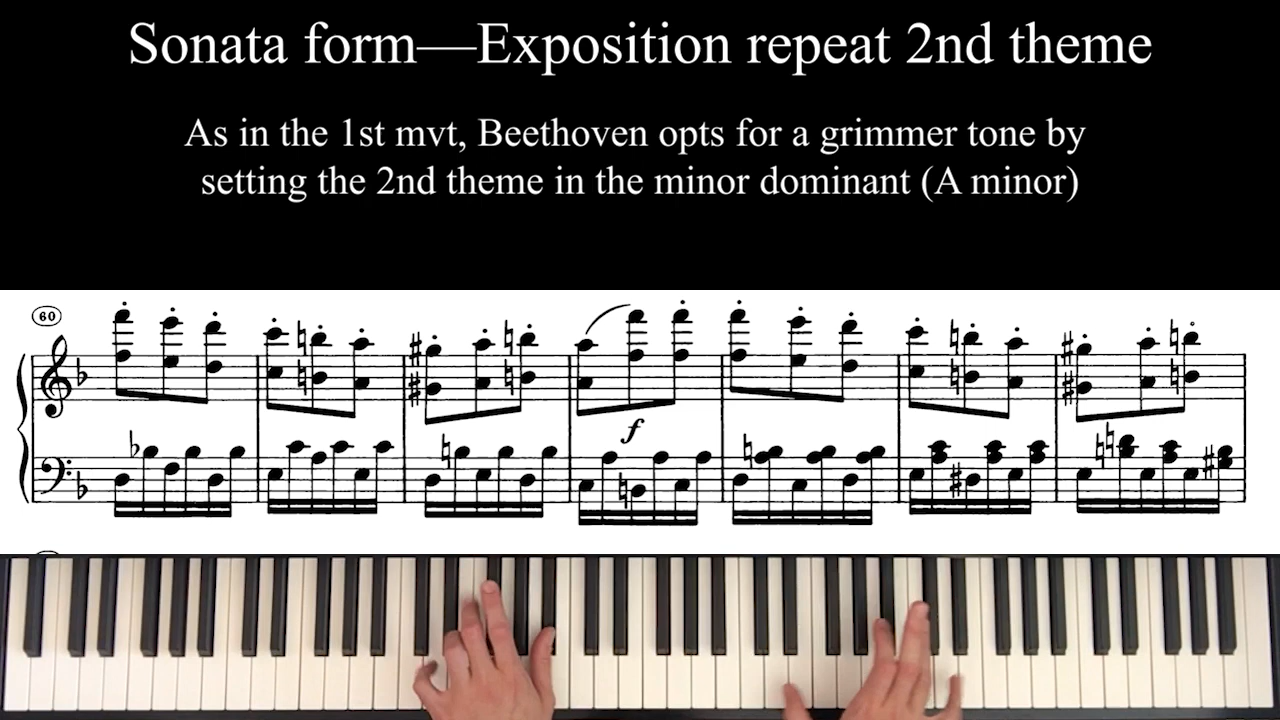 Sonata form—Exposition repeat 2nd theme
As in the 1st mvt, Beethoven opts for a grimmer tone by
setting the 2nd theme in the minor dominant (A minor)
60
f